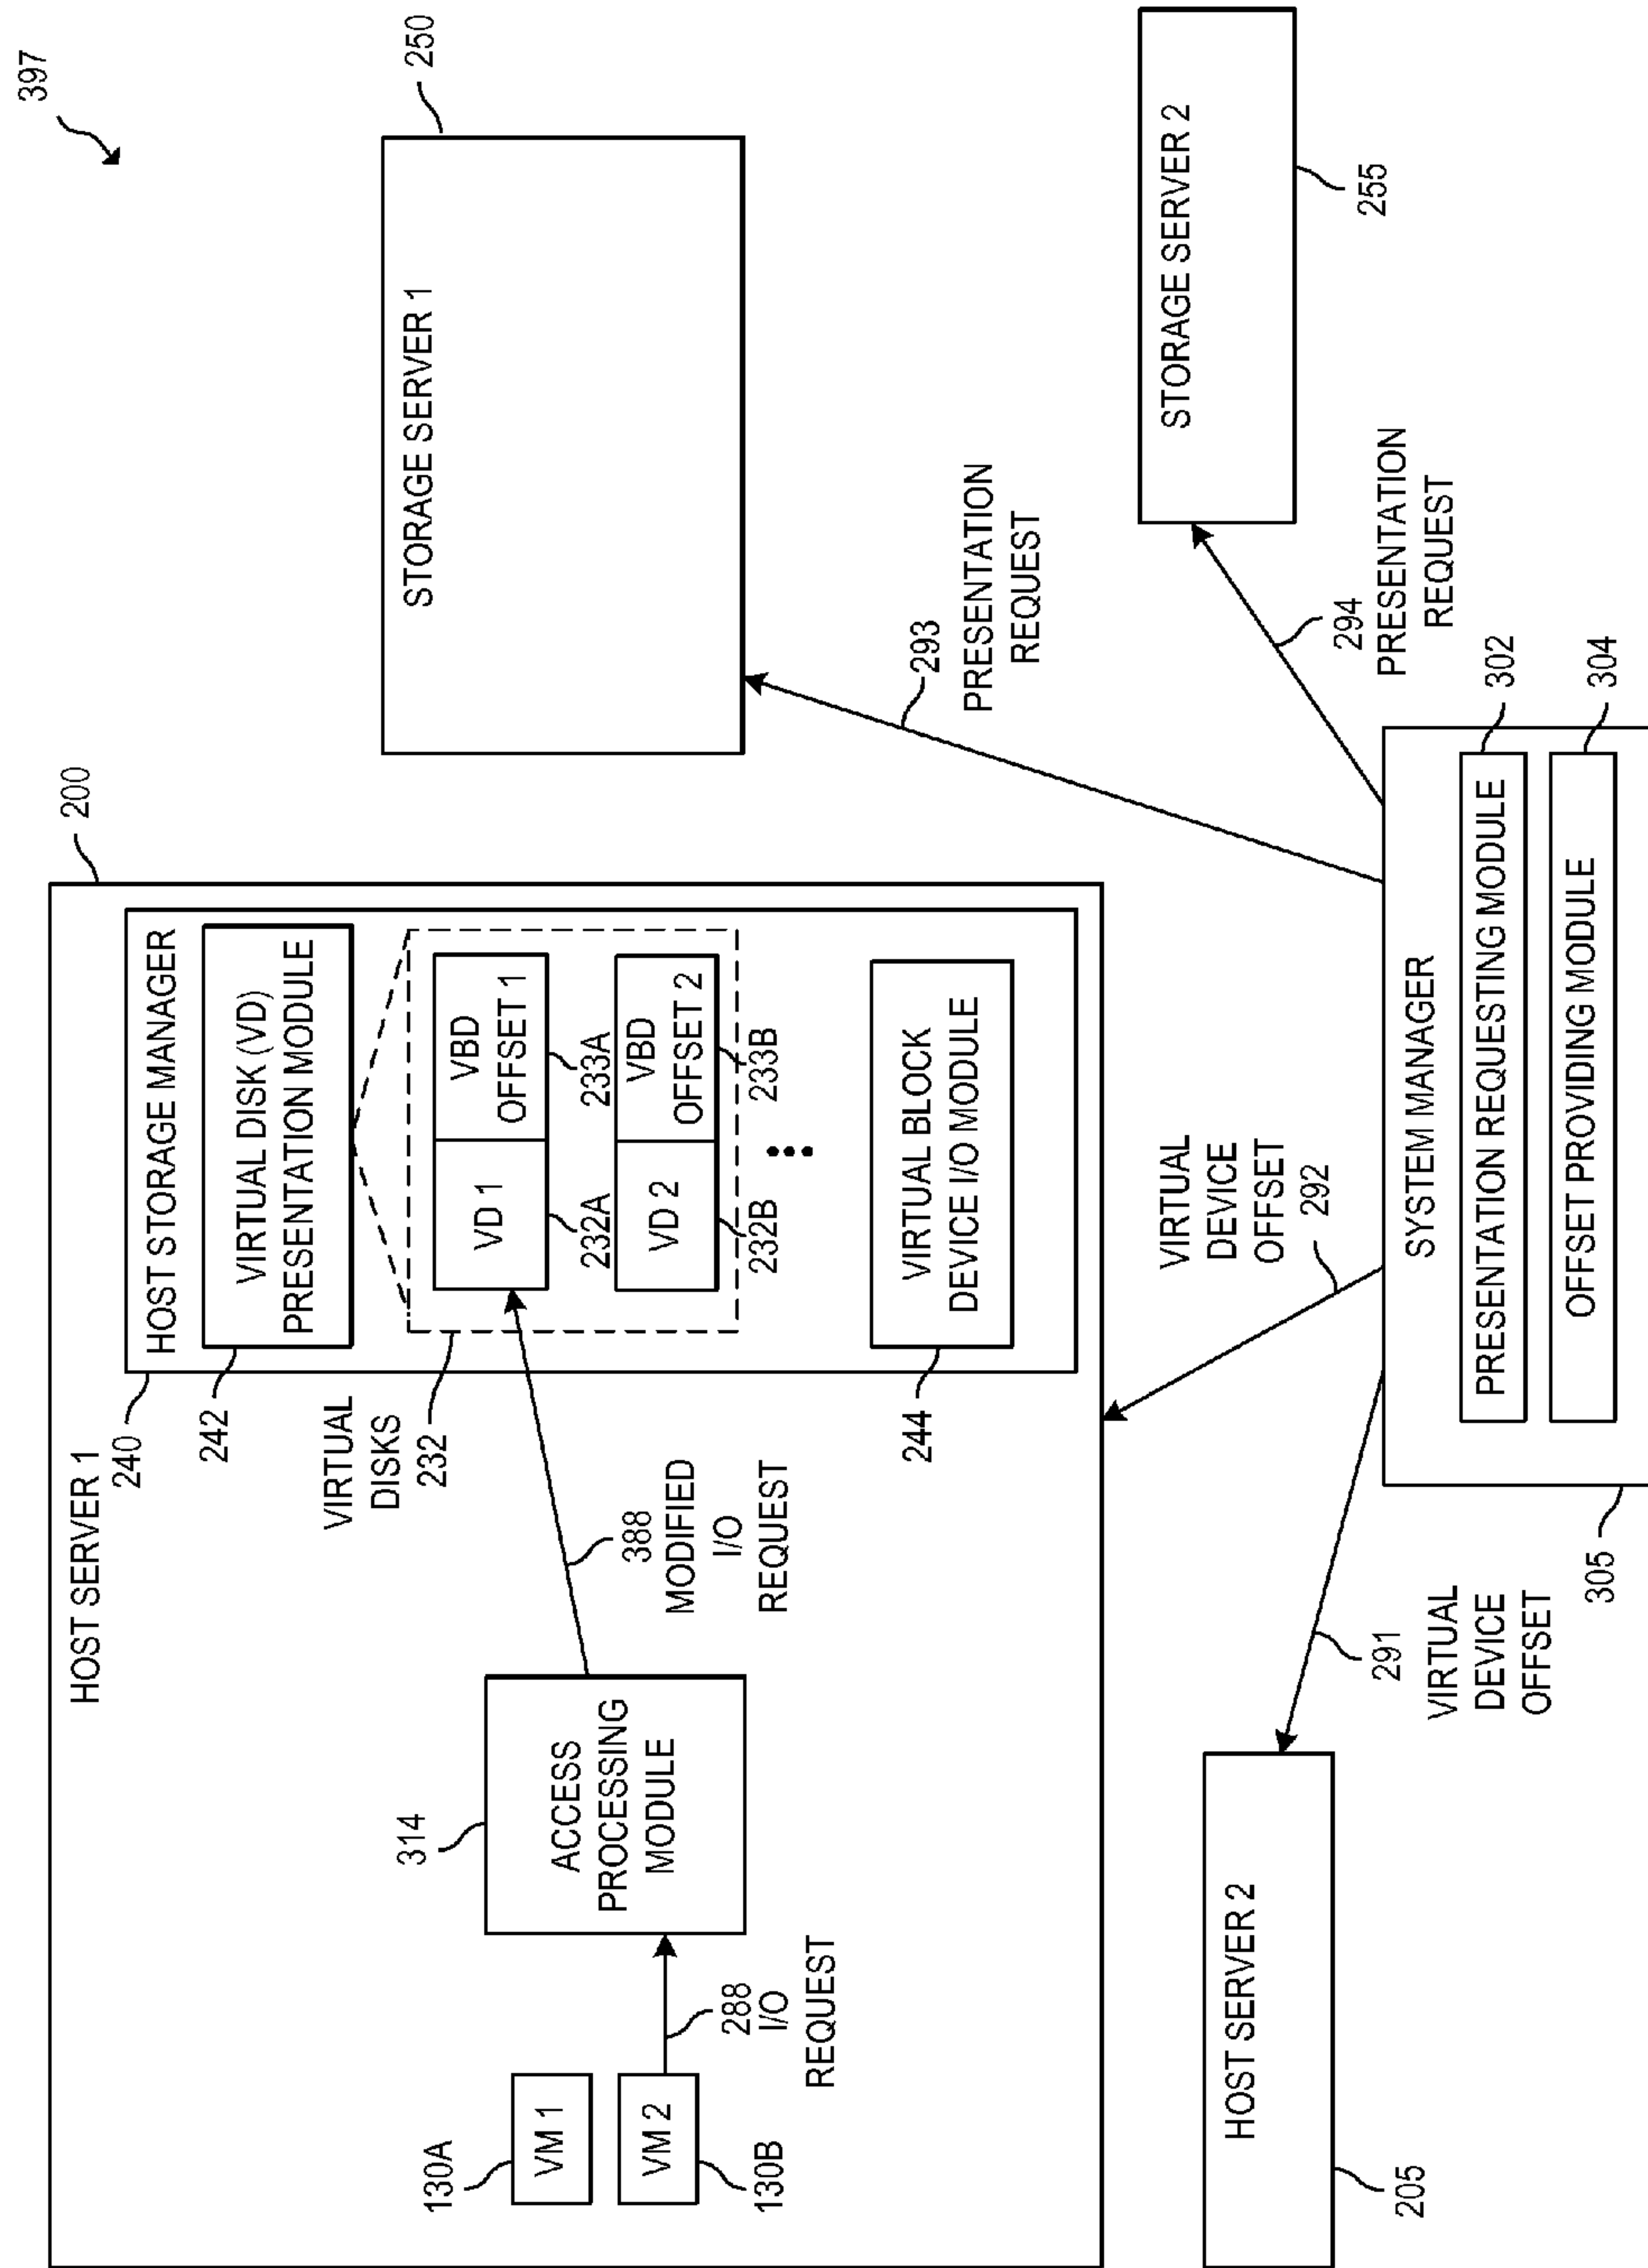 397
HOST SERVER 1
200
240
HOST STORAGE MANAGER
242
VIRTUAL DISK (VD)
PRESENTATION MODULE
VIRTUAL
DISKS
232
VD 1
VBD
OFFSET 1
232A
233A
VD 2
VBD
OFFSET 2
232B
233B
244
VIRTUAL BLOCK
DEVICE I/O MODULE
314
ACCESS
PROCESSING
MODULE
388
MODIFIED
I/O
REQUEST
130A
VM 1
VM 2
130B
288
I/O
REQUEST
STORAGE SERVER 1
250
293
PRESENTATION
REQUEST
STORAGE SERVER 2
255
294
PRESENTATION
REQUEST
VIRTUAL
DEVICE
OFFSET
292
HOST SERVER 2
205
291
VIRTUAL
DEVICE
OFFSET
SYSTEM MANAGER
PRESENTATION REQUESTING MODULE
302
OFFSET PROVIDING MODULE
304
305